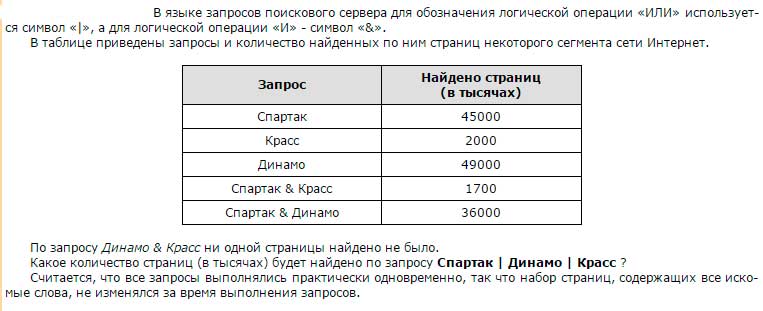 В языке запросов поискового сервера для обозначения логической операции «ИЛИ» использует-
ся символ «|», а для логической операции «И» - символ «&».
В таблице приведены запросы и количество найденных по ним страниц некоторого сегмента сети Интернет.
Запрос Найдено страниц
(в тысячах)
Спартак 45000
Красс 2000
Динамо 49000
Спартак & Красс 1700
Спартак & Динамо 36000
По запросу Динамо & Красс ни одной страницы найдено не было.
Какое количество страниц (в тысячах) будет найдено по запросу Спартак | Динамо | Красс ?
Считается, что все запросы выполнялись практически одновременно, так что набор страниц, содержащих все иско-
мые слова, не изменялся за время выполнения запросов.